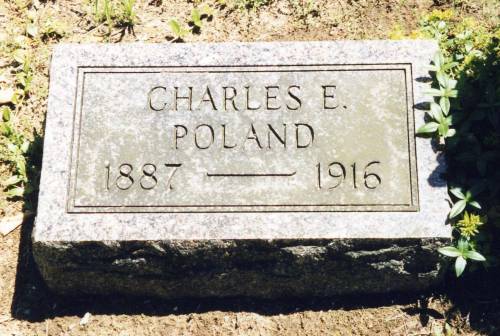 CHARLES E.
POLAND
1887 — 1916